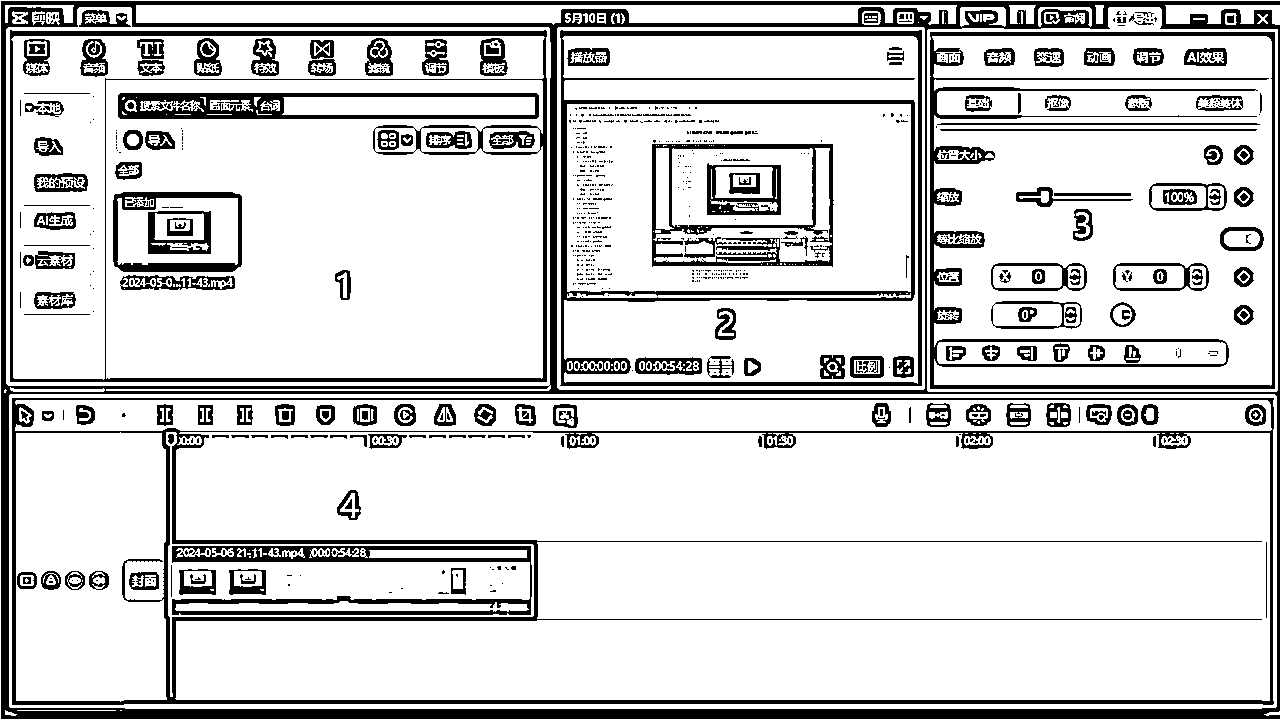 剪映 菜单 5月10日 (1) VIP 导出
媒体 音频 文本 贴纸 特效 转场 滤镜 调节 模板
播放器
画面 音频 变速 动画 调节 AI效果
本地
搜索文件名称、画面元素、台词
基础 抠像 蒙版 美颜美体
导入
导入 排序 全部
我的预设
全部
位置大小
AI生成
已添加
缩放 100%
云素材
3
等比缩放
2024-05-0...11-43.mp4
位置 X 0 Y 0
素材库
1
2
旋转 0°
00:00:00:00 00:00:54:28 比例
00:00 00:30 01:00 01:30 02:00 02:30
4
2024-05-06 21-11-43.mp4 00:00:54:28
封面